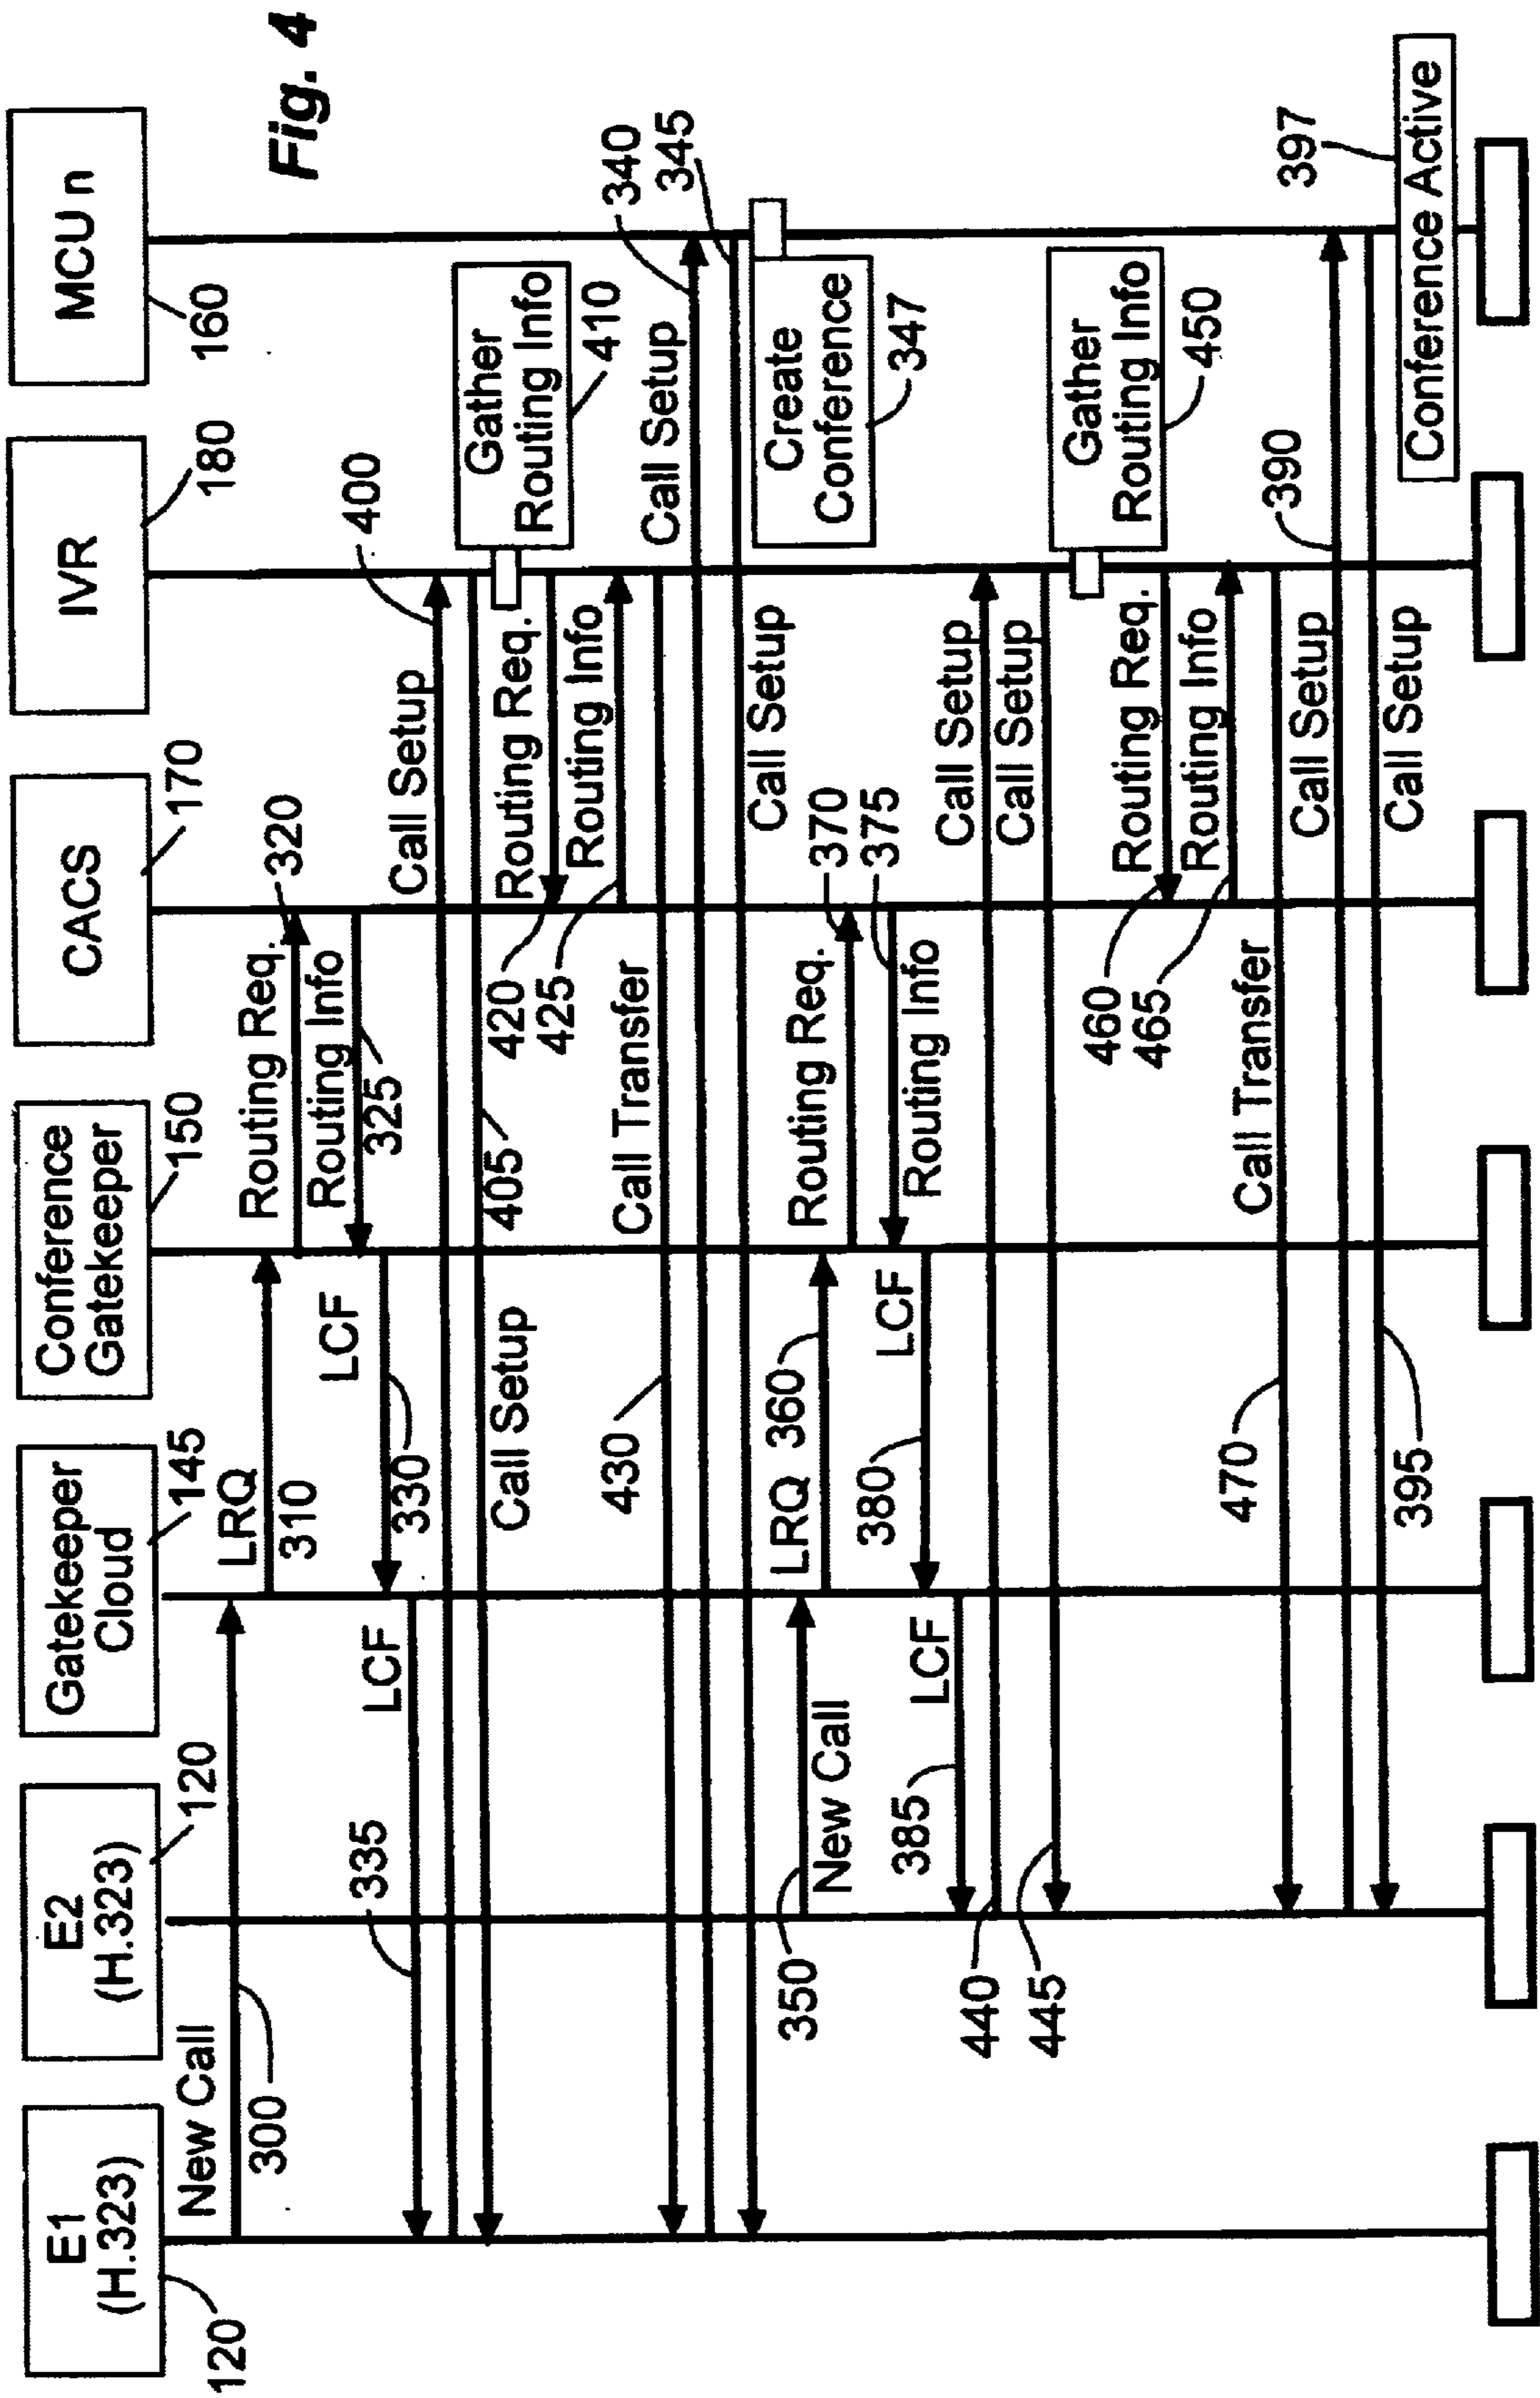 Fig. 4
E1
(H.323)
120
E2
(H.323)
120
Gatekeeper
Cloud
145
Conference
Gatekeeper
150
CACS
170
IVR
180
MCU n
160
New Call
300
LRQ
310
Routing Req.
320
Routing Info
325
LCF
330
LCF
335
Call Setup
400
405
Call Setup
Gather
Routing Info
410
Routing Req.
420
Routing Info
425
Call Transfer
430
Call Setup
340
345
Call Setup
Create
Conference
347
350
New Call
LRQ 360
Routing Req.
370
375
Routing Info
LCF
380
LCF
385
Call Setup
440
Call Setup
445
Gather
Routing Info
450
Routing Req.
460
Routing Info
465
Call Transfer
470
Call Setup
390
Call Setup
395
397
Conference Active